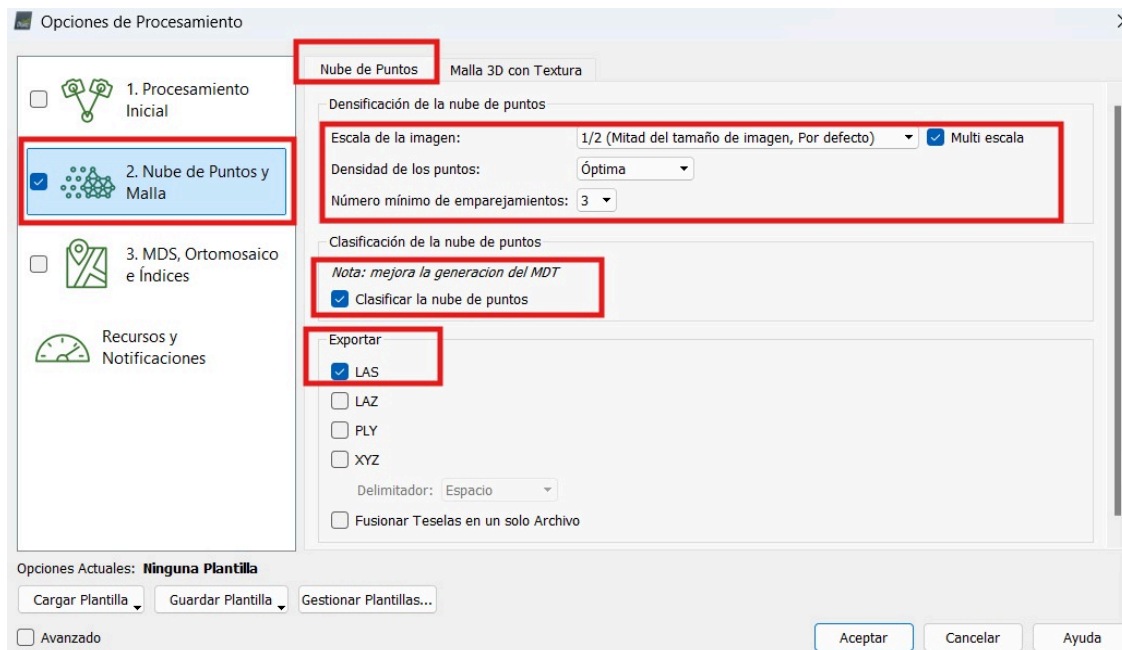 Opciones de Procesamiento
1. Procesamiento
Inicial
2. Nube de Puntos y
Malla
3. MDS, Ortomosaico
e Índices
Recursos y
Notificaciones
Nube de Puntos
Malla 3D con Textura
Densificación de la nube de puntos
Escala de la imagen: 1/2 (Mitad del tamaño de imagen, Por defecto) Multi escala
Densidad de los puntos: Óptima
Número mínimo de emparejamientos: 3
Clasificación de la nube de puntos
Nota: mejora la generacion del MDT
Clasificar la nube de puntos
Exportar
LAS
LAZ
PLY
XYZ
Delimitador: Espacio
Fusionar Teselas en un solo Archivo
Opciones Actuales: Ninguna Plantilla
Cargar Plantilla Guardar Plantilla Gestionar Plantillas...
Avanzado Aceptar Cancelar Ayuda